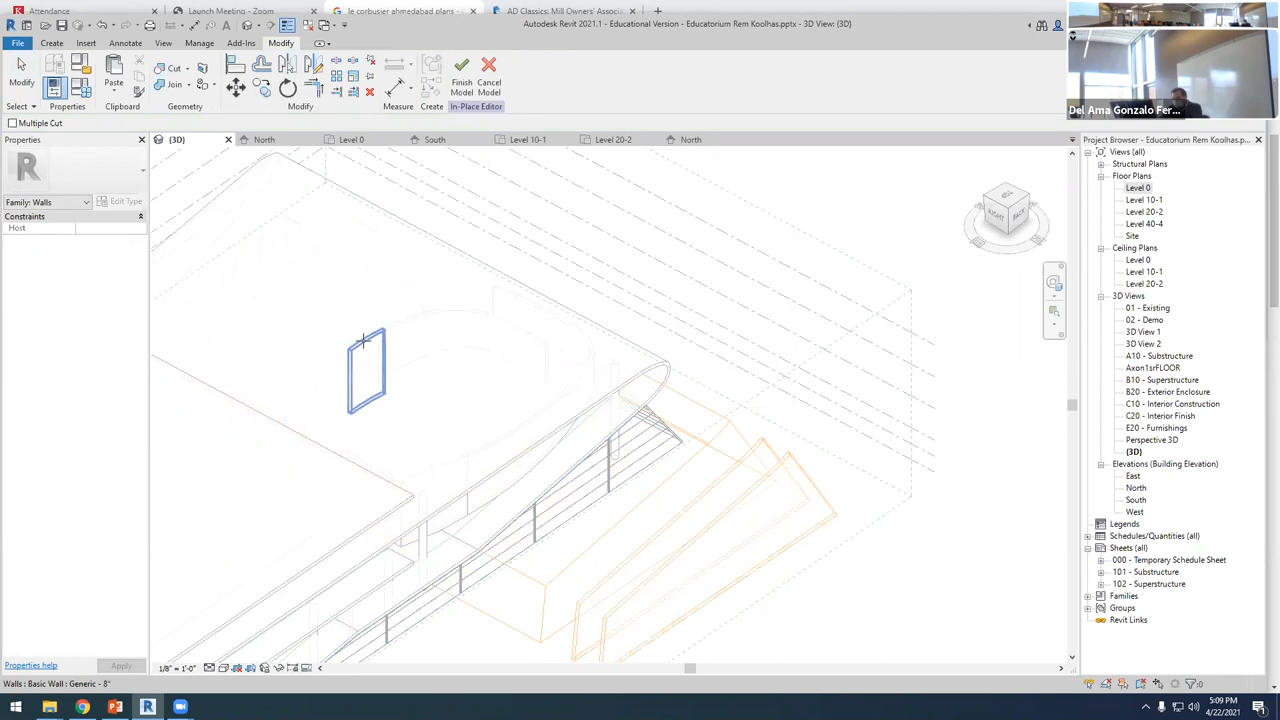 Attendance
Launch Meeting - Zoom
le corbusier ahmedabad plans -
AD Classics: Mill Owners' Associa
Autodesk Revit 2021.1 - Educational Version - Educatorium Rem Koolhas.pptx - 3D View: {3D}
File
Create
Insert
Annotate
View
Manage
Add-Ins
Modify
Modify
Paste
Cut
Join
Finish Model
Cancel Model
Select
Properties
Clipboard
Geometry
Modify
Measure
Create
In-Place Editor
Del Ama Gonzalo Fer...
Multiple Cut
Properties
{3D}
North
Level 0
South
Level 10-1
Level 20-2
North
Family: Walls
Edit Type
Constraints
Host
RIGHT
BACK
TOP
Project Browser - Educatorium Rem Koolhas.p...
Views (all)
Structural Plans
Floor Plans
Level 0
Level 10-1
Level 20-2
Level 40-4
Site
Ceiling Plans
Level 0
Level 10-1
Level 20-2
3D Views
01 - Existing
02 - Demo
3D View 1
3D View 2
A10 - Substructure
Axon1srFLOOR
B10 - Superstructure
B20 - Exterior Enclosure
C10 - Interior Construction
C20 - Interior Finish
E20 - Furnishings
Perspective 3D
{3D}
Elevations (Building Elevation)
East
North
South
West
Legends
Schedules/Quantities (all)
Sheets (all)
000 - Temporary Schedule Sheet
101 - Substructure
102 - Superstructure
Families
Groups
Revit Links
Properties help
Apply
1/8" = 1'-0"
Walls : Basic Wall : Generic - 8"
:0
5:09 PM
4/22/2021